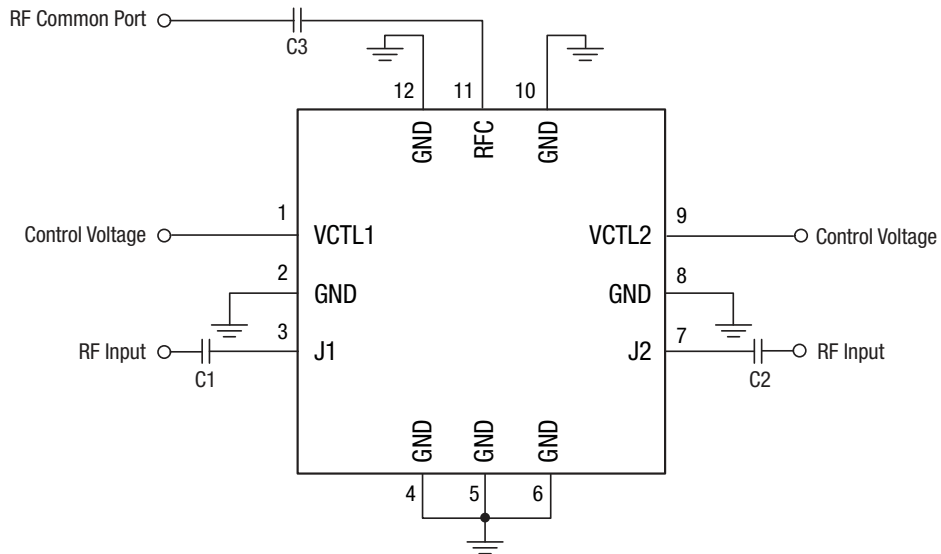 RF Common Port
C3
12
11
10
GND
RFC
GND
1
9
Control Voltage
VCTL1
VCTL2
Control Voltage
2
8
GND
GND
3
7
RF Input
C1
J1
J2
C2
RF Input
GND
GND
GND
4
5
6